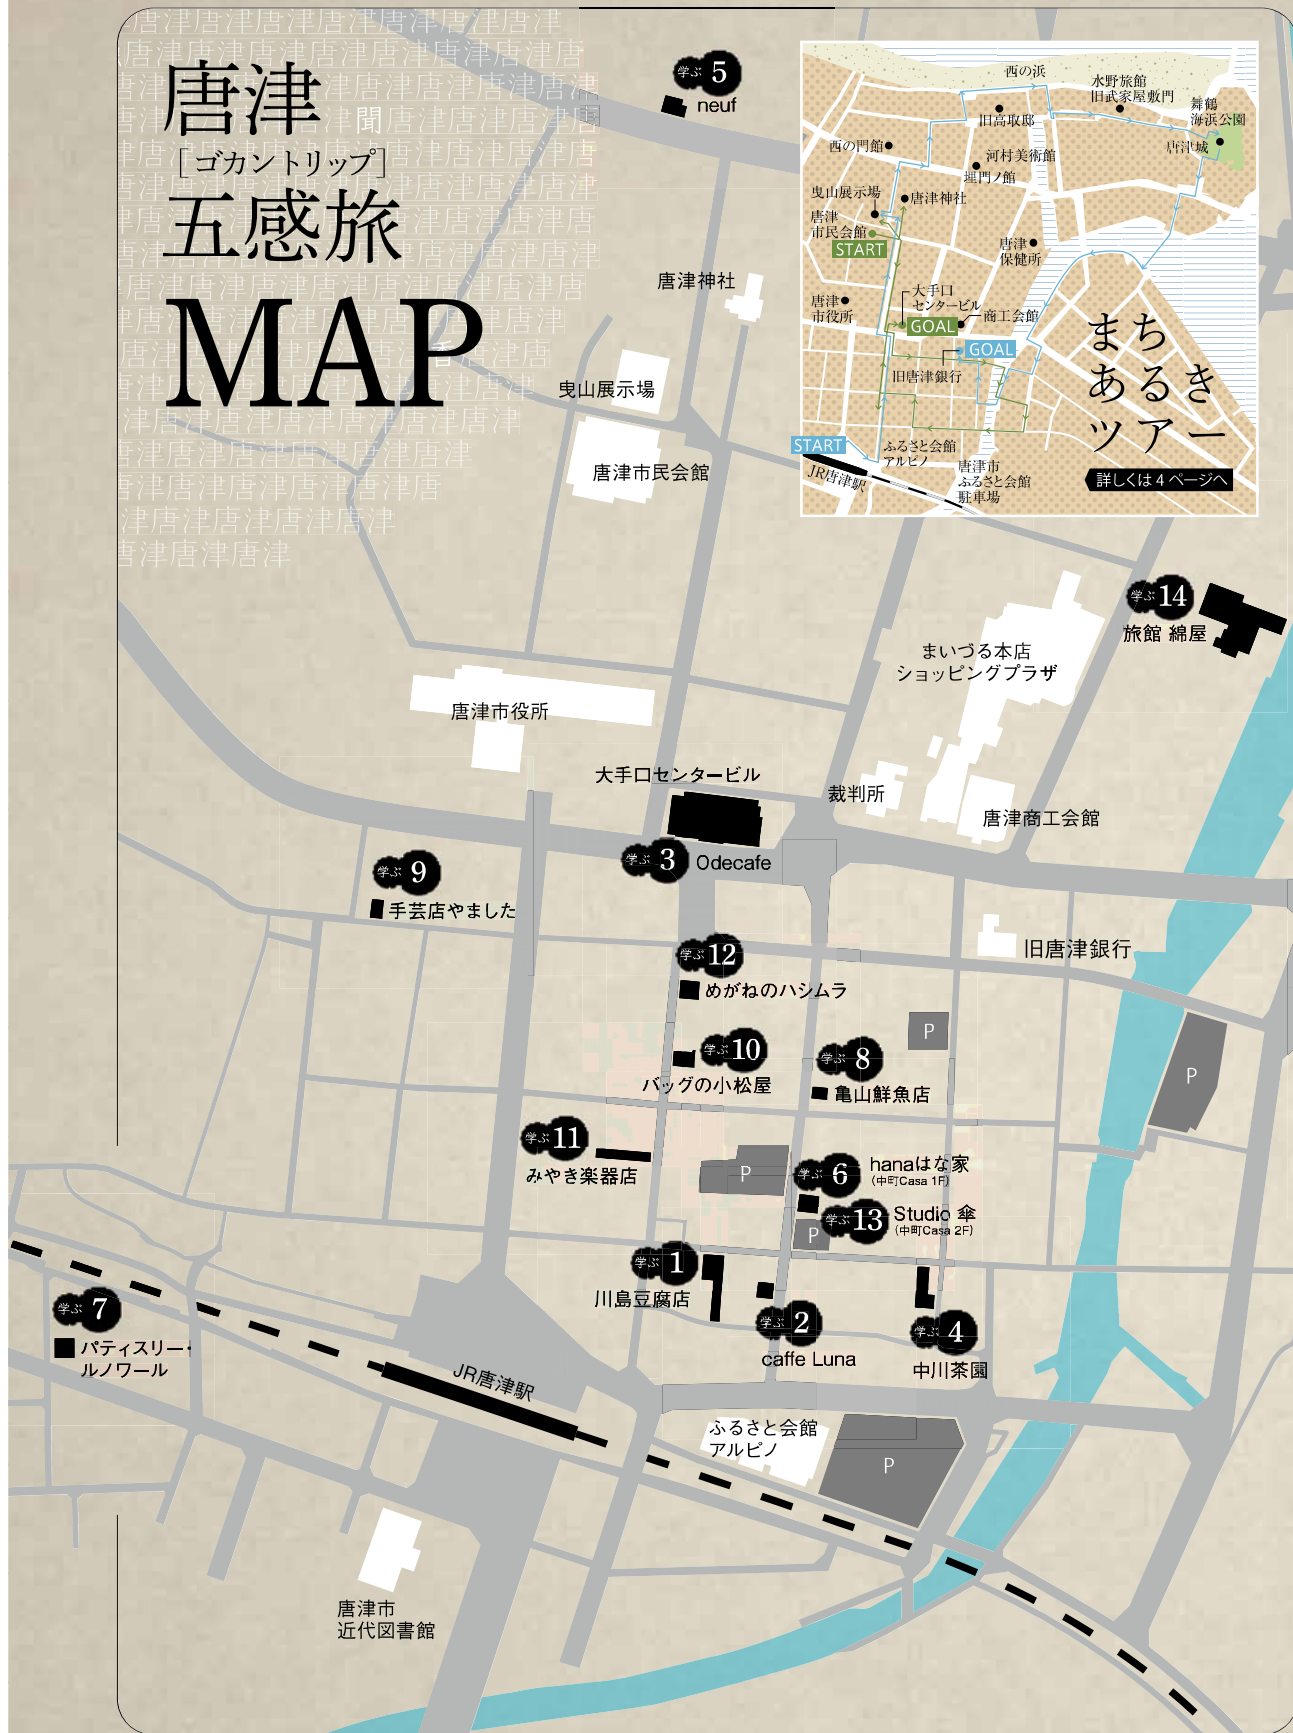 唐津
［ゴカントリップ］
五感旅
MAP
聞
香
学ぶ 5
neuf
唐津神社
曳山展示場
唐津市民会館
西の浜
水野旅館
旧武家屋敷門
舞鶴
海浜公園
旧高取邸
唐津城
西の門館
河村美術館
埋門ノ館
曳山展示場
唐津神社
唐津
市民会館
START
唐津
保健所
大手口
センタービル
唐津
市役所
GOAL
商工会館
GOAL
旧唐津銀行
START
ふるさと会館
アルピノ
JR唐津駅
唐津市
ふるさと会館
駐車場
まち
あるき
ツアー
詳しくは 4 ページへ
学ぶ 14
旅館 綿屋
まいづる本店
ショッピングプラザ
唐津市役所
大手口センタービル
裁判所
唐津商工会館
学ぶ 3
Odecafe
学ぶ 9
手芸店やました
旧唐津銀行
学ぶ 12
めがねのハシムラ
P
学ぶ 10
バッグの小松屋
学ぶ 8
亀山鮮魚店
P
学ぶ 11
みやき楽器店
P
学ぶ 6
hanaはな家
（中町Casa 1F）
学ぶ 13
Studio 傘
（中町Casa 2F）
P
学ぶ 1
川島豆腐店
学ぶ 7
パティスリー・
ルノワール
学ぶ 2
caffe Luna
学ぶ 4
中川茶園
JR唐津駅
ふるさと会館
アルピノ
P
唐津市
近代図書館